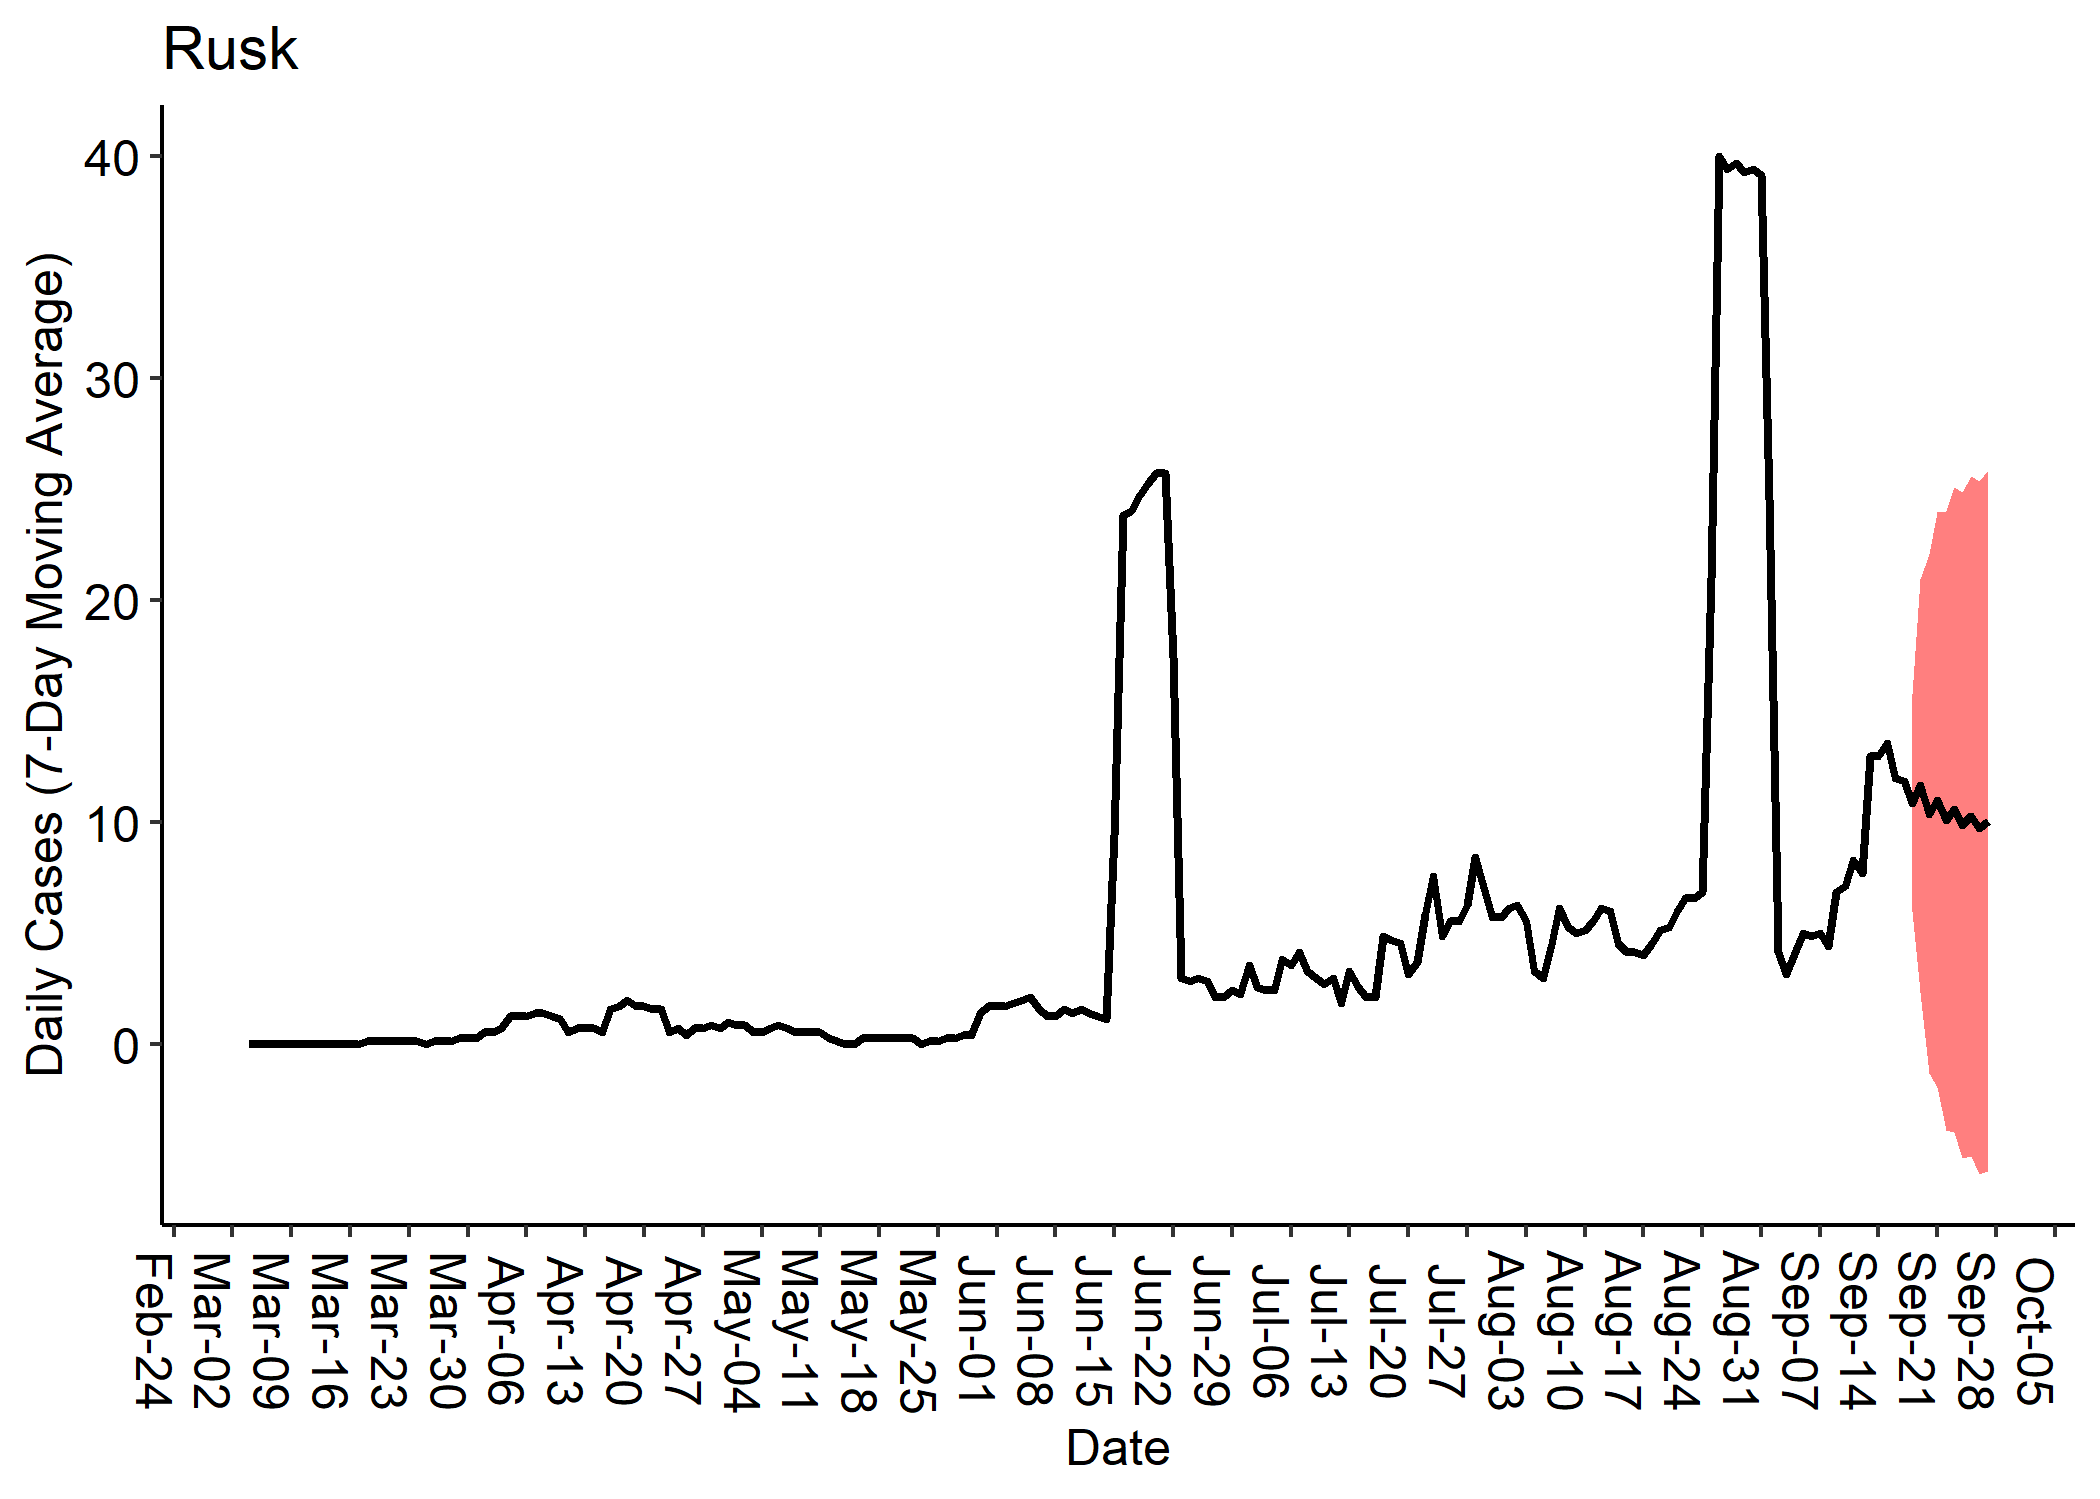 Rusk
Daily Cases (7-Day Moving Average)
40
30
20
10
0
Feb-24
Mar-02
Mar-09
Mar-16
Mar-23
Mar-30
Apr-06
Apr-13
Apr-20
Apr-27
May-04
May-11
May-18
May-25
Jun-01
Jun-08
Jun-15
Jun-22
Jun-29
Jul-06
Jul-13
Jul-20
Jul-27
Aug-03
Aug-10
Aug-17
Aug-24
Aug-31
Sep-07
Sep-14
Sep-21
Sep-28
Oct-05
Date